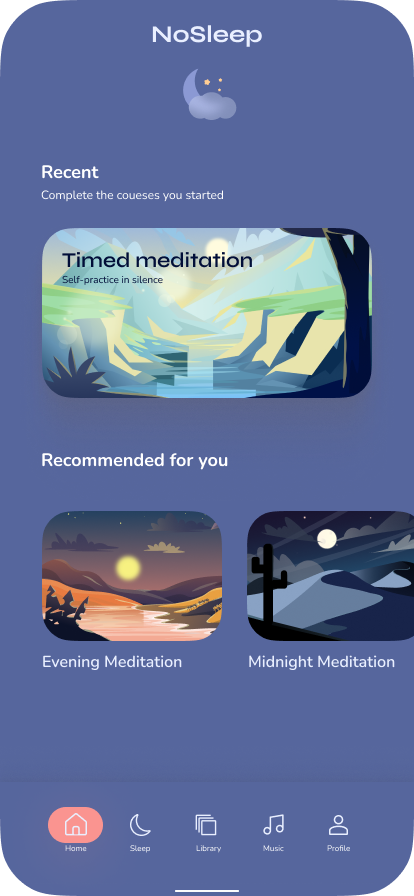 NoSleep
Recent
Complete the coueses you started
Timed meditation
Self-practice in silence
Recommended for you
Evening Meditation
Midnight Meditation
Home
Sleep
Library
Music
Profile